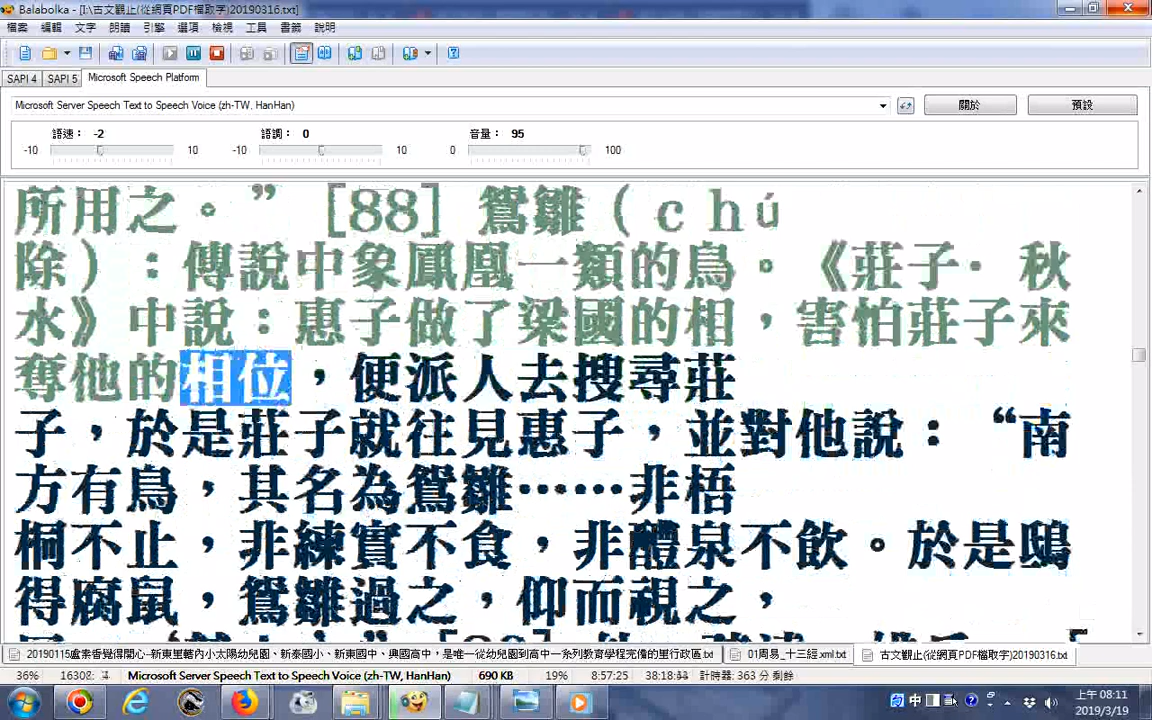 Balabolka - [I:\古文觀止(從網頁PDF檔取字)20190316.txt]
檔案 編輯 文字 朗讀 引擎 選項 檢視 工具 書籤 說明
SAPI 4 SAPI 5 Microsoft Speech Platform
Microsoft Server Speech Text to Speech Voice (zh-TW, HanHan) 關於 預設
語速： -2 語調： 0 音量： 95
-10 10 -10 10 0 100
所用之。” [88] 鴛雛（ｃｈú
除）：傳說中象鳳凰一類的鳥。《莊子·秋
水》中說：惠子做了梁國的相，害怕莊子來
奪他的相位，便派人去搜尋莊
子，於是莊子就往見惠子，並對他說：“南
方有鳥，其名為鴛雛……非梧
桐不止，非練實不食，非醴泉不飲。於是鴟
得腐鼠，鴛雛過之，仰而視之，
20190115盧素香覺得開心--新東里轄內小太陽幼兒園、新泰國小、新東國中、興國高中，是唯一從幼兒園到高中一系列教育學程完備的里行政區.txt 01周易_十三經.xml.txt 古文觀止(從網頁PDF檔取字)20190316.txt
36% 16308: Microsoft Server Speech Text to Speech Voice (zh-TW, HanHan) 690 KB 19% 8:57:25 計時器: 363 分 剩餘
中
上午 08:11
2019/3/19